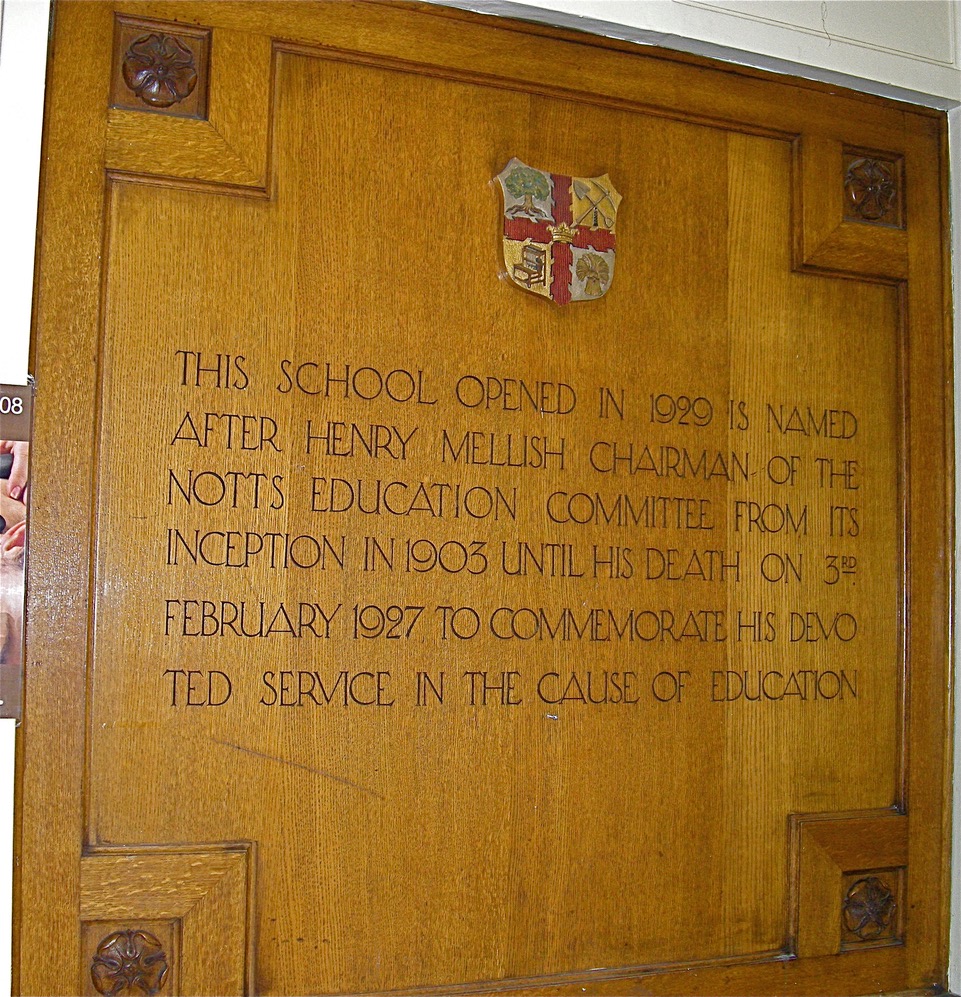 THIS SCHOOL OPENED IN 1929 IS NAMED
AFTER HENRY MELLISH CHAIRMAN OF THE
NOTTS EDUCATION COMMITTEE FROM ITS
INCEPTION IN 1903 UNTIL HIS DEATH ON 3RD
FEBRUARY 1927 TO COMMEMORATE HIS DEVO
TED SERVICE IN THE CAUSE OF EDUCATION
08